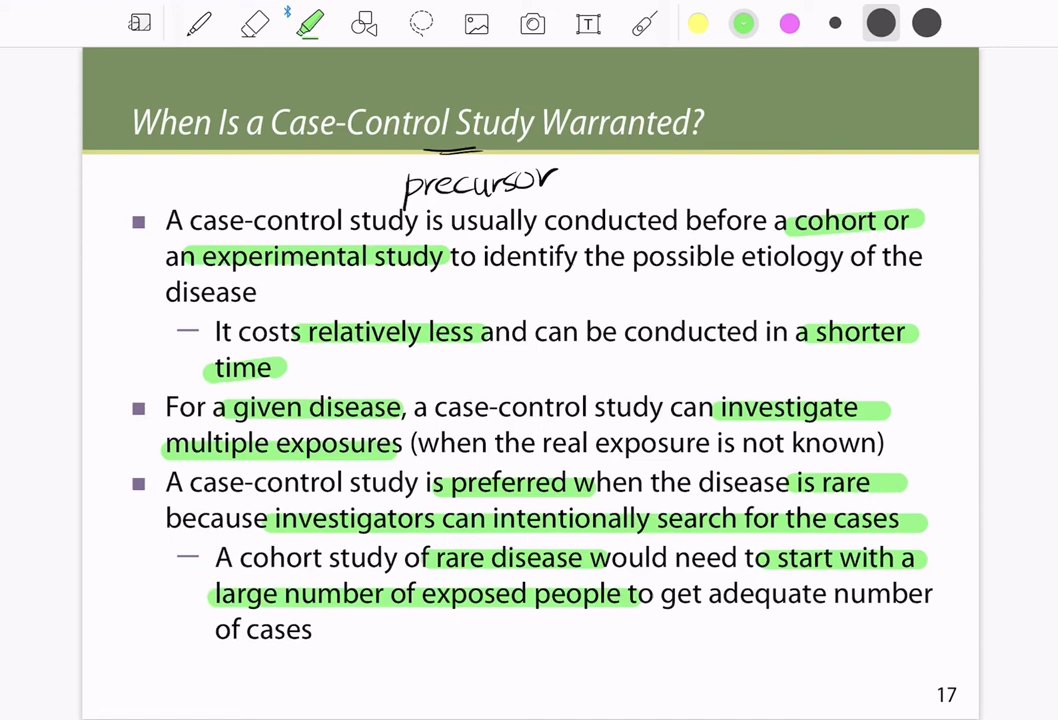 T
When Is a Case-Control Study Warranted?
precursor
■ A case-control study is usually conducted before a cohort or
an experimental study to identify the possible etiology of the
disease
— It costs relatively less and can be conducted in a shorter
time
■ For a given disease, a case-control study can investigate
multiple exposures (when the real exposure is not known)
■ A case-control study is preferred when the disease is rare
because investigators can intentionally search for the cases
— A cohort study of rare disease would need to start with a
large number of exposed people to get adequate number
of cases
17